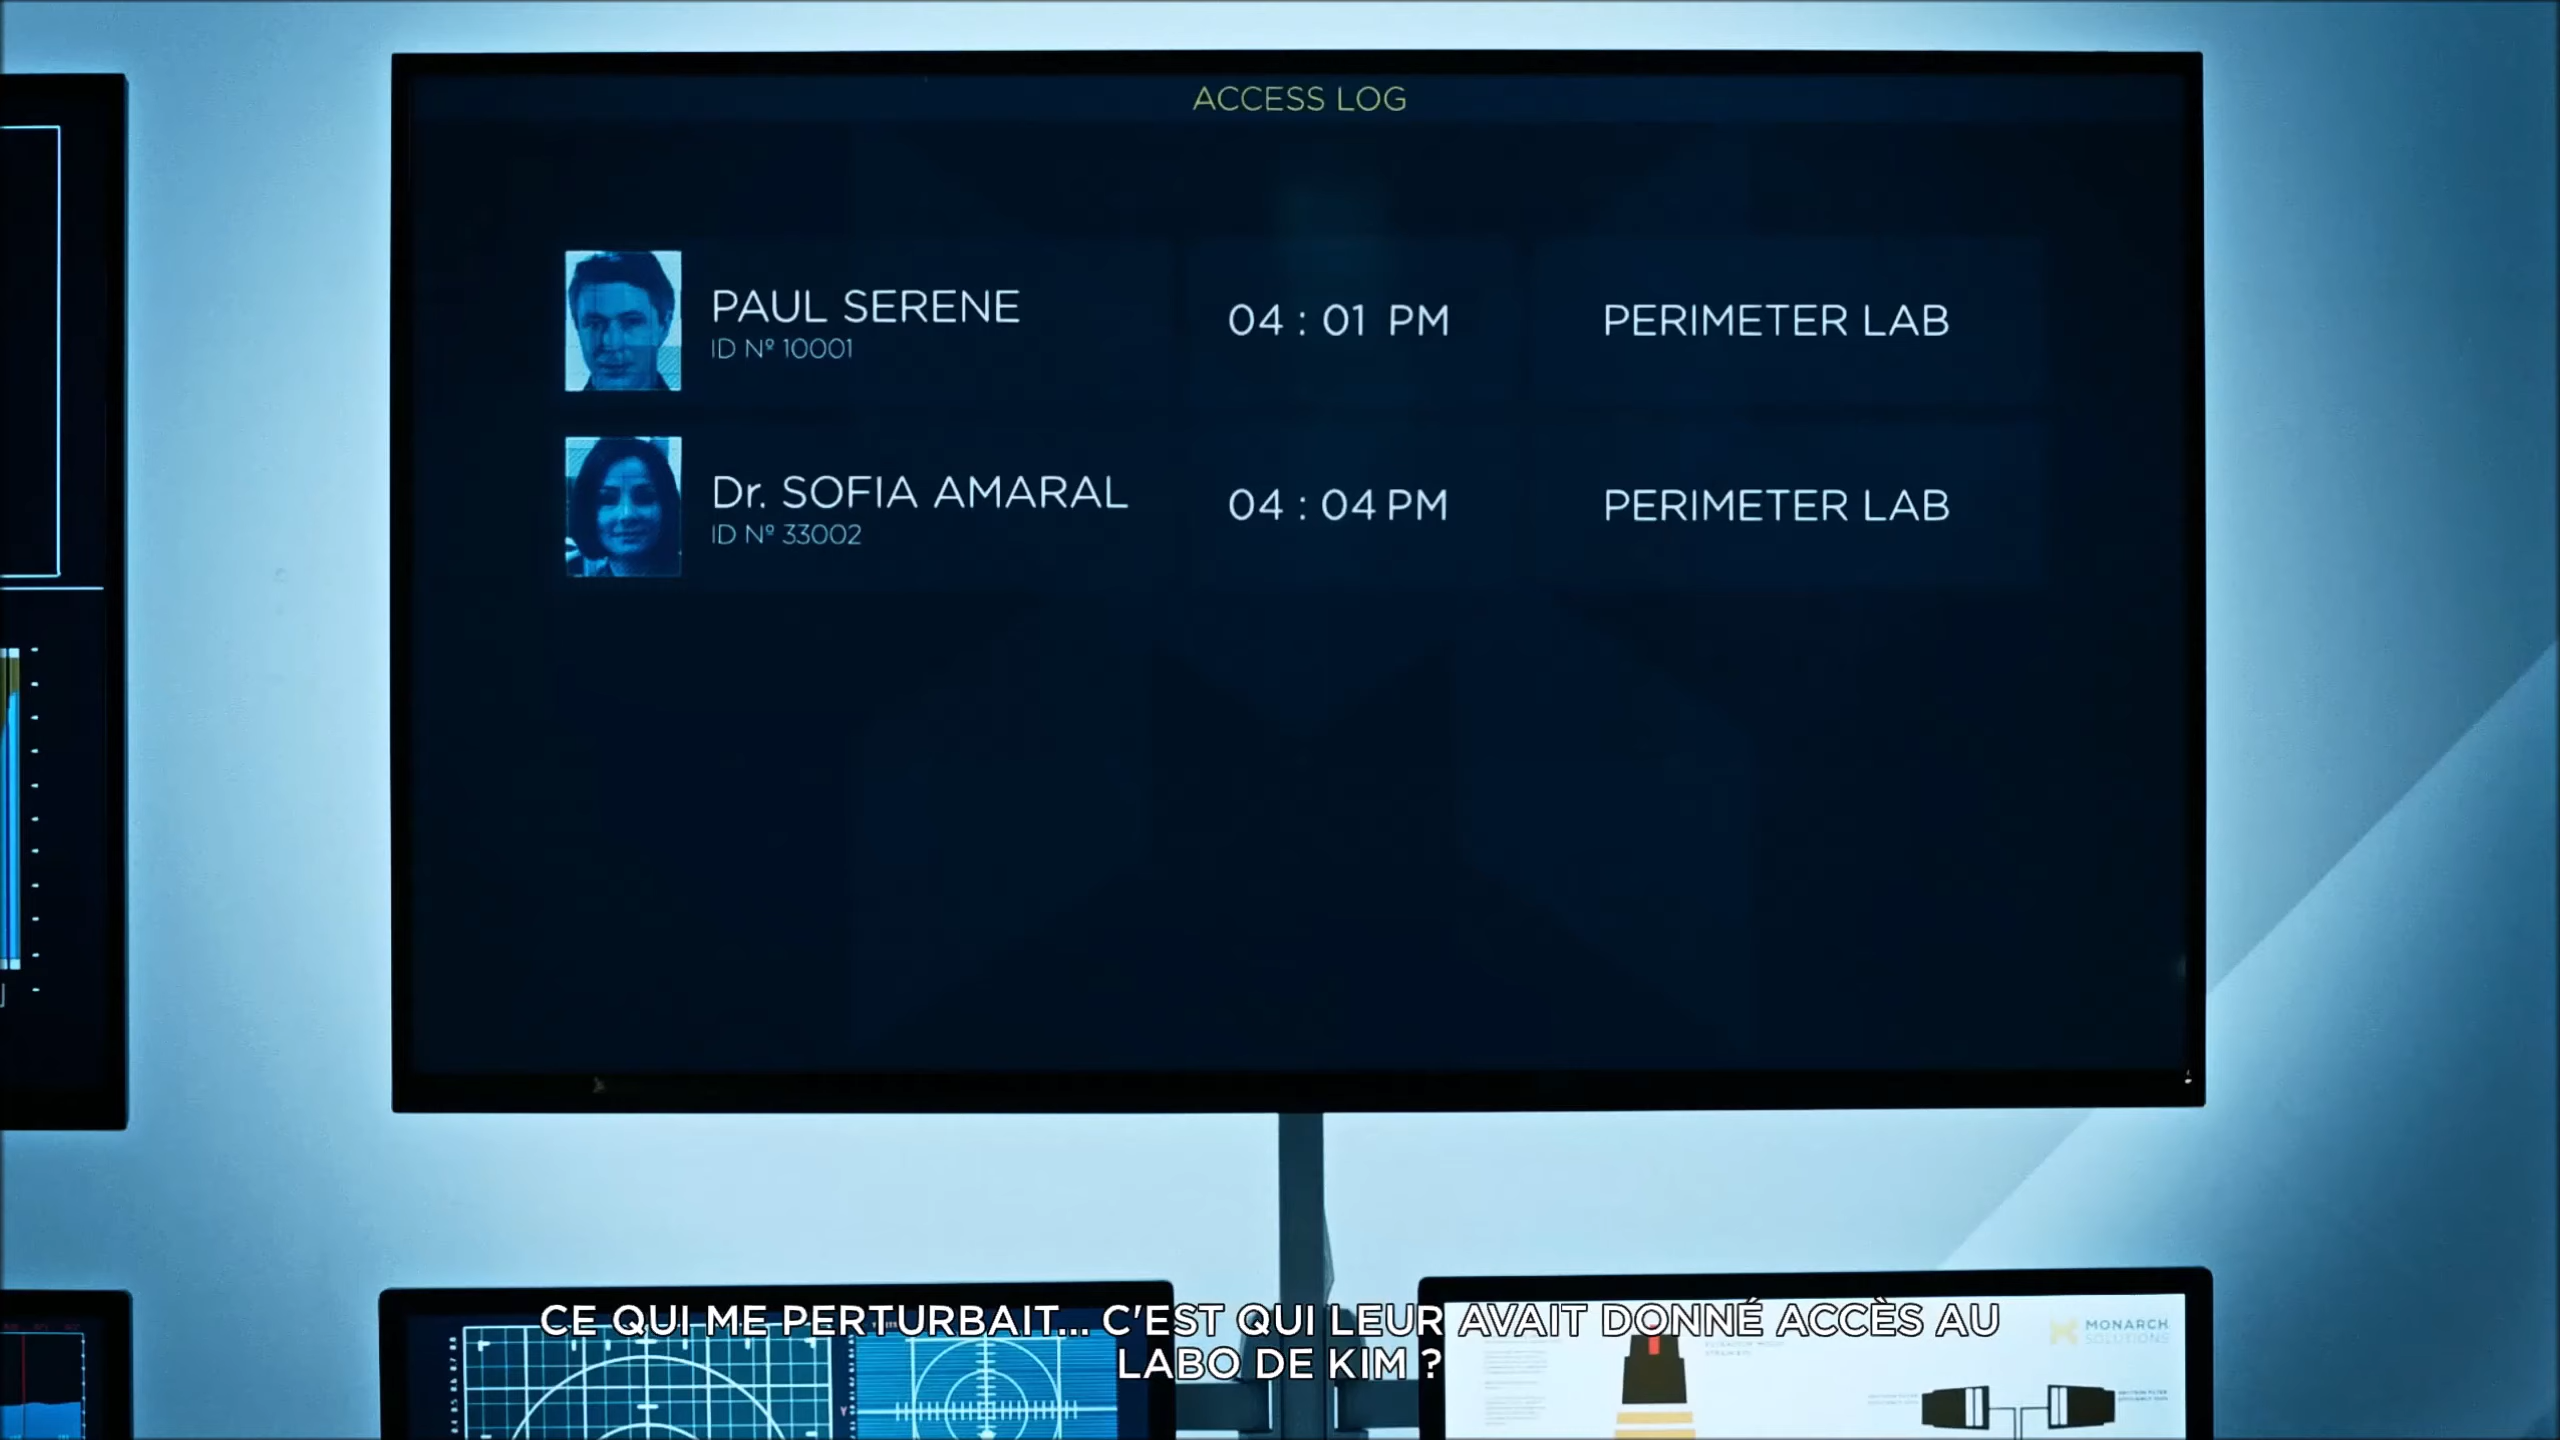 ACCESS LOG
PAUL SERENE
ID Nº 10001
04 : 01 PM
PERIMETER LAB
Dr. SOFIA AMARAL
ID Nº 33002
04 : 04 PM
PERIMETER LAB
CE QUI ME PERTURBAIT... C'EST QUI LEUR AVAIT DONNÉ ACCÈS AU
LABO DE KIM ?
MONARCH
SOLUTIONS